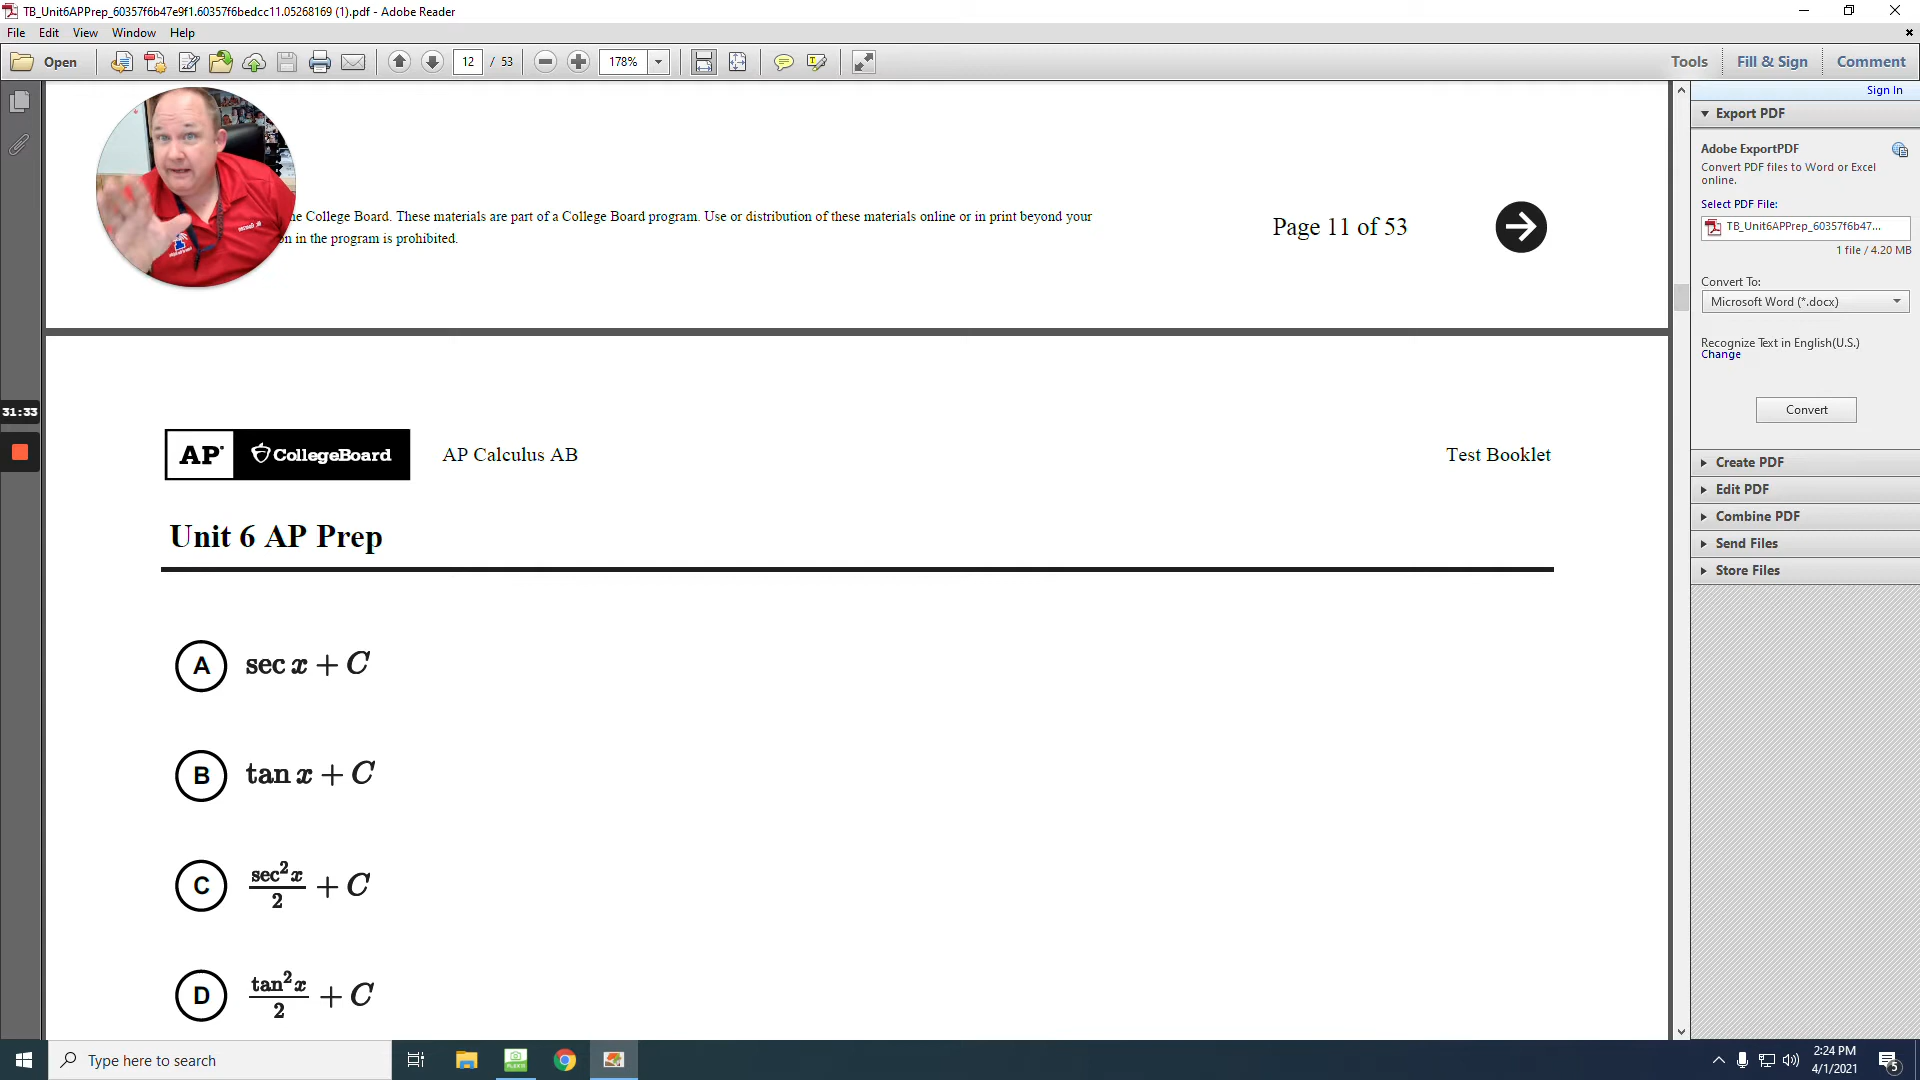 TB_Unit6APPrep_60357f6b47e9f1.60357f6bedcc11.05268169 (1).pdf - Adobe Reader
File Edit View Window Help
Open 12 / 53 178% Tools Fill & Sign Comment
Sign In
Export PDF
Adobe ExportPDF
Convert PDF files to Word or Excel
online.
Select PDF File:
TB_Unit6APPrep_60357f6b47...
1 file / 4.20 MB
Convert To:
Microsoft Word (*.docx)
Recognize Text in English(U.S.)
Change
Convert
Create PDF
Edit PDF
Combine PDF
Send Files
Store Files
College Board. These materials are part of a College Board program. Use or distribution of these materials online or in print beyond your
in the program is prohibited.
Page 11 of 53
31:33
AP CollegeBoard AP Calculus AB Test Booklet
Unit 6 AP Prep
A sec x + C
B tan x + C
C sec²x/2 + C
D tan²x/2 + C
Type here to search
2:24 PM
4/1/2021
5